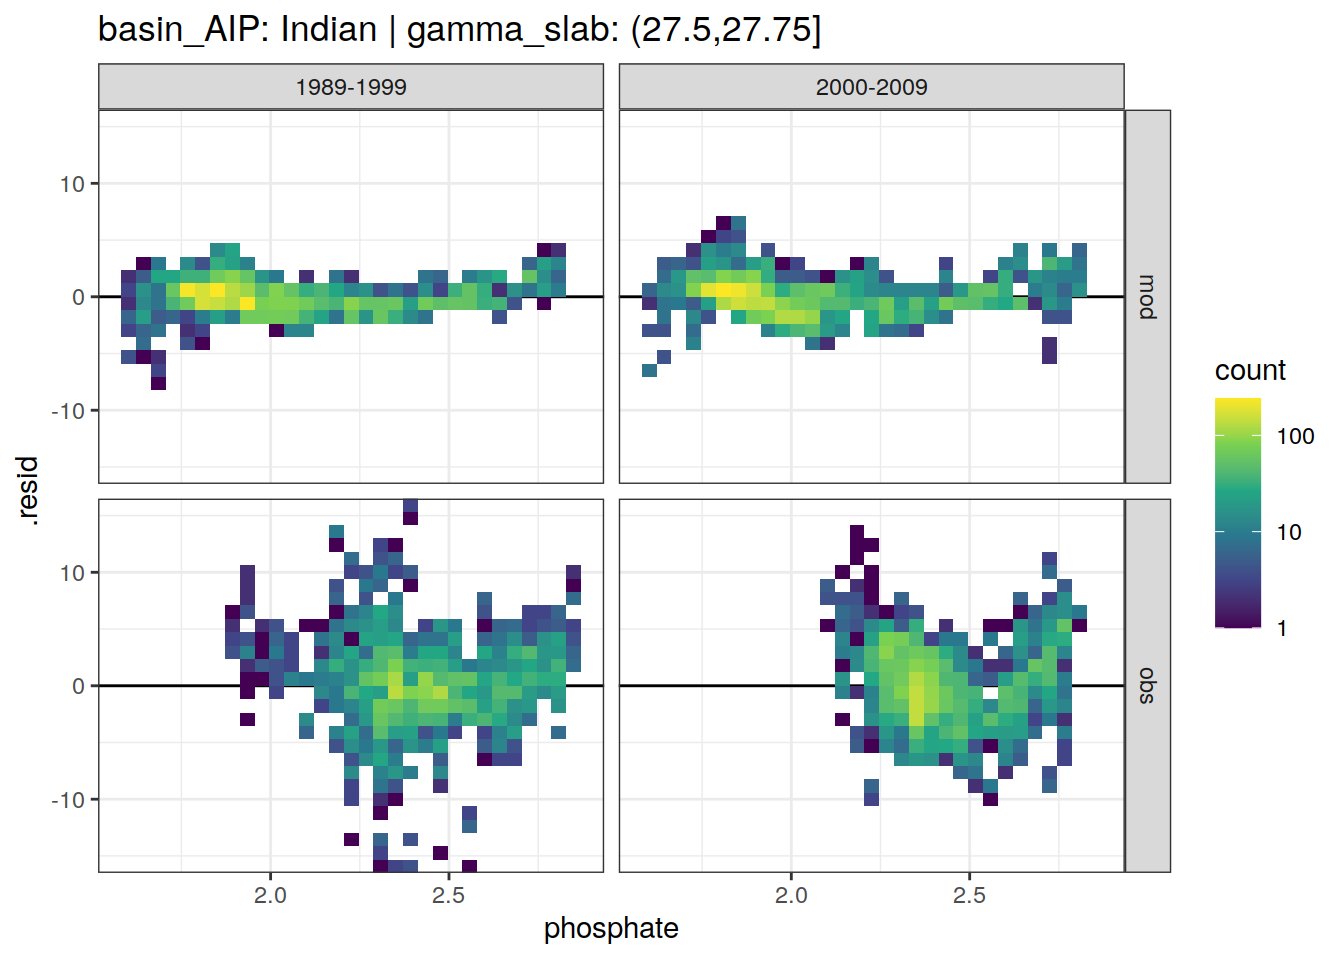 basin_AIP: Indian | gamma_slab: (27.5,27.75]
1989-1999
2000-2009
10
0
-10
mod
10
0
-10
obs
.resid
2.0
2.5
2.0
2.5
phosphate
count
100
10
1